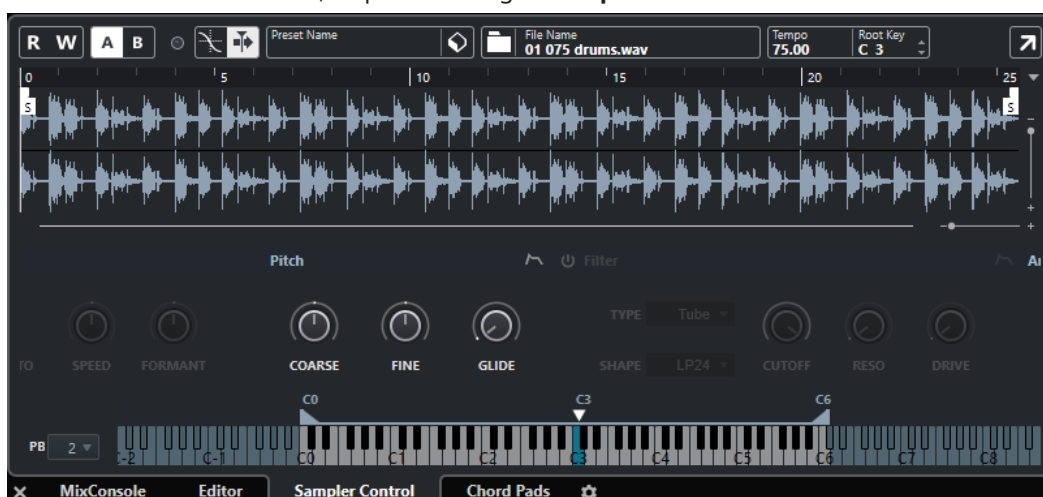 R W A B Preset Name File Name 01 075 drums.wav Tempo 75.00 Root Key C 3
0 5 10 15 20 25
S S
Pitch Filter
TYPE Tube
SPEED FORMANT COARSE FINE GLIDE SHAPE LP24 CUTOFF RESO DRIVE
C0 C3 C6
PB 2 C-1 C0 C1 C2 C3 C4 C5 C6 C7 C8
MixConsole Editor Sampler Control Chord Pads